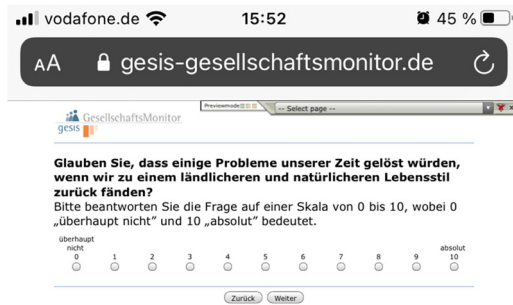 vodafone.de 15:52 45 %
AA gesis-gesellschaftsmonitor.de
Previewmode -- Select page --
gesis GesellschaftsMonitor
Glauben Sie, dass einige Probleme unserer Zeit gelöst würden,
wenn wir zu einem ländlicheren und natürlicheren Lebensstil
zurück fänden?
Bitte beantworten Sie die Frage auf einer Skala von 0 bis 10, wobei 0
„überhaupt nicht” und 10 „absolut” bedeutet.
überhaupt
nicht absolut
0 1 2 3 4 5 6 7 8 9 10
Zurück Weiter